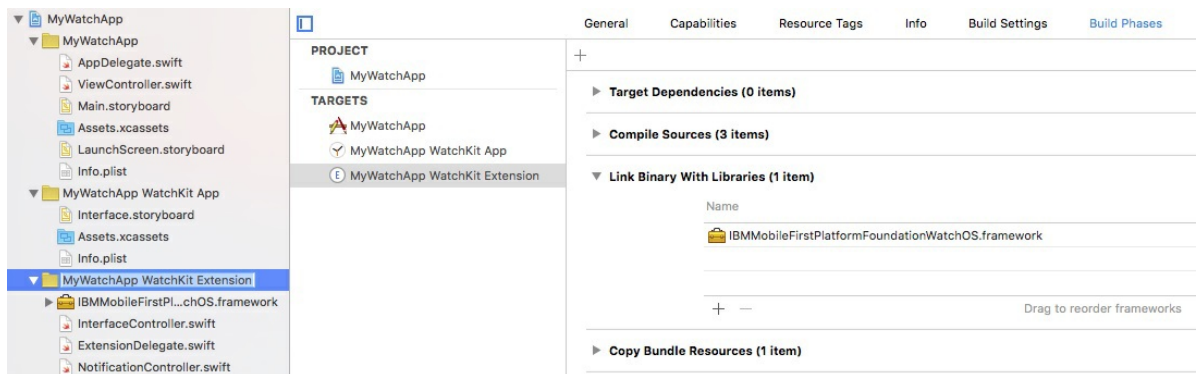 MyWatchApp
MyWatchApp
AppDelegate.swift
ViewController.swift
Main.storyboard
Assets.xcassets
LaunchScreen.storyboard
Info.plist
MyWatchApp WatchKit App
Interface.storyboard
Assets.xcassets
Info.plist
MyWatchApp WatchKit Extension
IBMMobileFirstPl...chOS.framework
InterfaceController.swift
ExtensionDelegate.swift
NotificationController.swift
PROJECT
MyWatchApp
TARGETS
MyWatchApp
MyWatchApp WatchKit App
E MyWatchApp WatchKit Extension
General Capabilities Resource Tags Info Build Settings Build Phases
+
Target Dependencies (0 items)
Compile Sources (3 items)
Link Binary With Libraries (1 item)
Name
IBMMobileFirstPlatformFoundationWatchOS.framework
+ − Drag to reorder frameworks
Copy Bundle Resources (1 item)